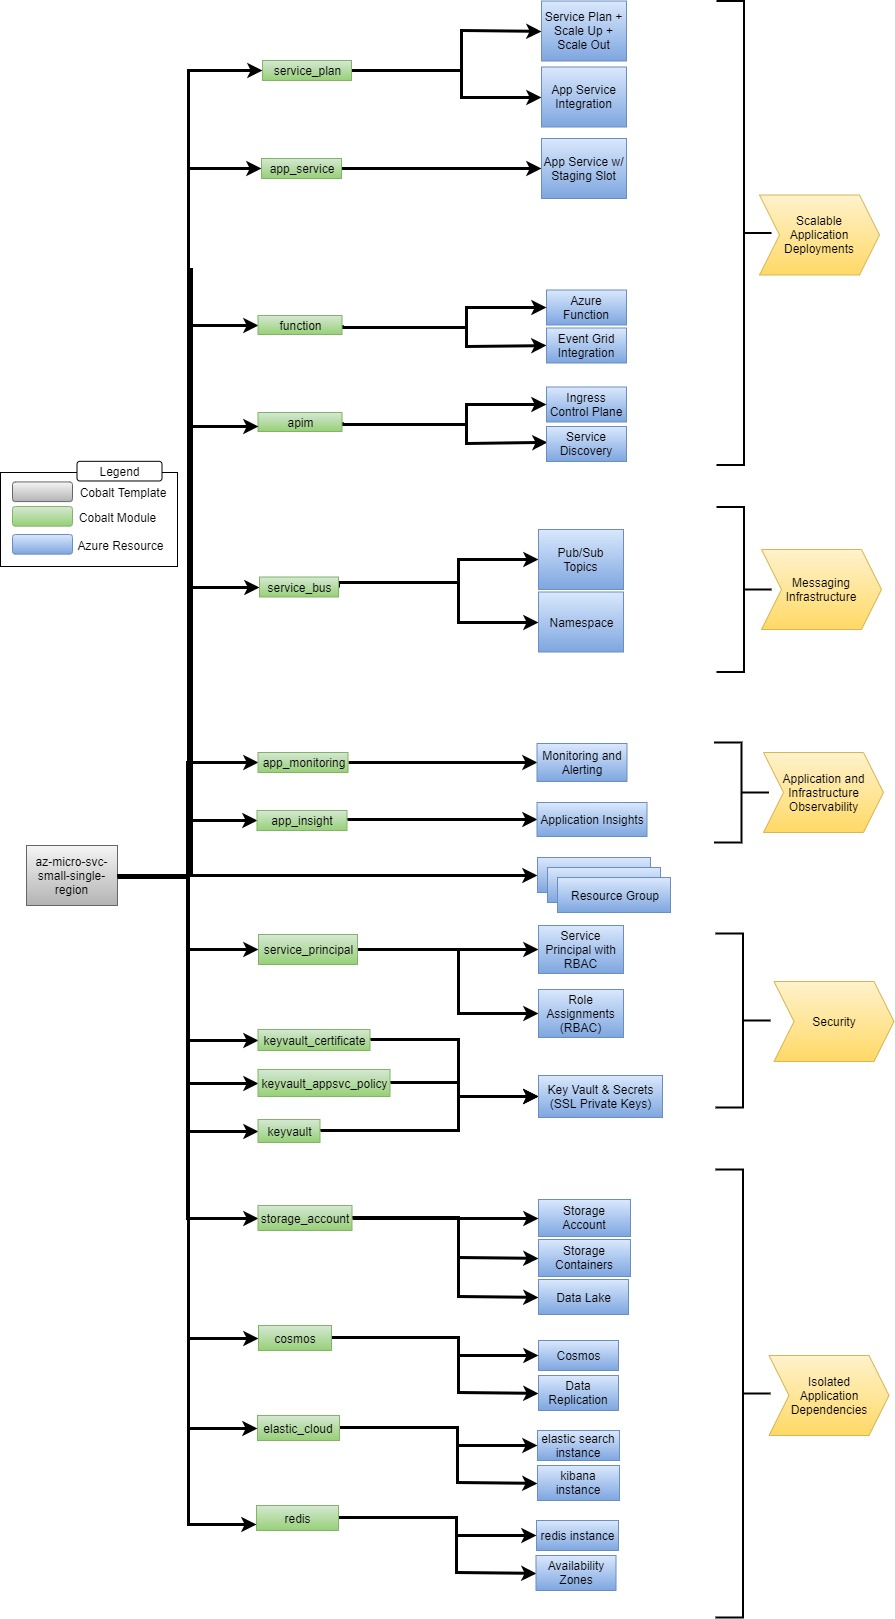 Service Plan +
Scale Up +
Scale Out
service_plan
App Service
Integration
app_service
App Service w/
Staging Slot
Scalable
Application
Deployments
function
Azure
Function
Event Grid
Integration
apim
Ingress
Control Plane
Service
Discovery
Legend
Cobalt Template
Cobalt Module
Azure Resource
service_bus
Pub/Sub
Topics
Namespace
Messaging
Infrastructure
app_monitoring
Monitoring and
Alerting
app_insight
Application Insights
Application and
Infrastructure
Observability
az-micro-svc-
small-single-
region
Resource Group
service_principal
Service
Principal with
RBAC
Role
Assignments
(RBAC)
keyvault_certificate
keyvault_appsvc_policy
keyvault
Key Vault & Secrets
(SSL Private Keys)
Security
storage_account
Storage
Account
Storage
Containers
Data Lake
cosmos
Cosmos
Data
Replication
elastic_cloud
elastic search
instance
kibana
instance
redis
redis instance
Availability
Zones
Isolated
Application
Dependencies